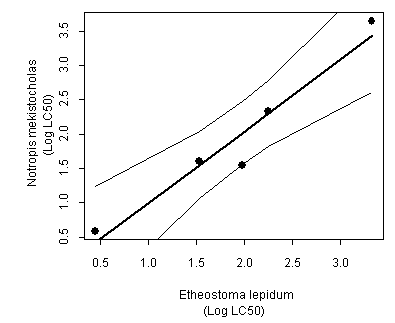 Notropis mekistocholas
(Log LC50)
3.5
3.0
2.5
2.0
1.5
1.0
0.5
0.5 1.0 1.5 2.0 2.5 3.0
Etheostoma lepidum
(Log LC50)